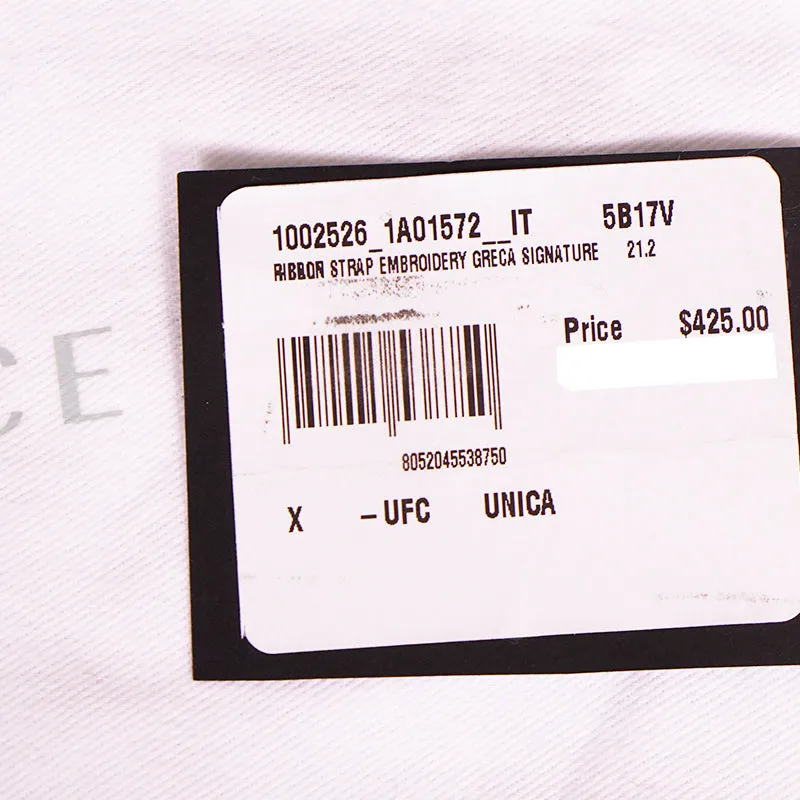 1002526_1A01572__IT 5B17V
RIBBON STRAP EMBROIDERY GRECA SIGNATURE 21.2
Price $425.00
CE
8052045538750
X -UFC UNICA